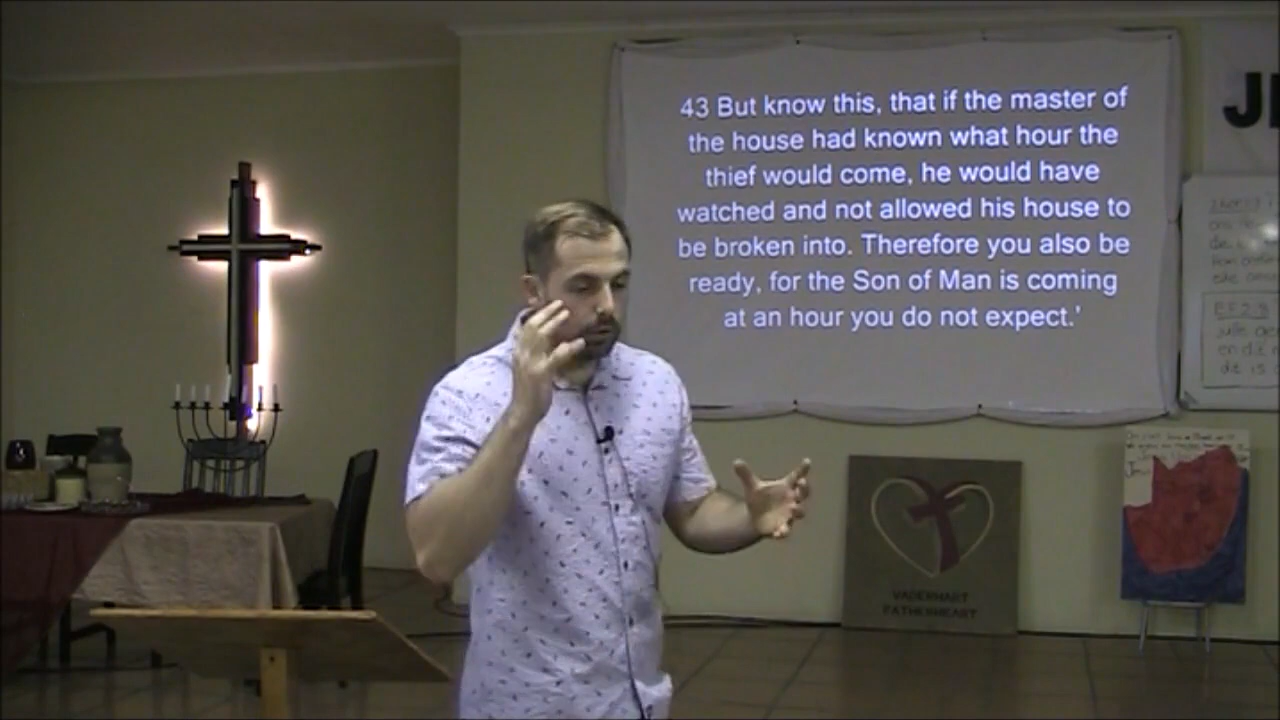 43 But know this, that if the master of
the house had known what hour the
thief would come, he would have
watched and not allowed his house to
be broken into. Therefore you also be
ready, for the Son of Man is coming
at an hour you do not expect.'
VADERHART
FATHERHEART